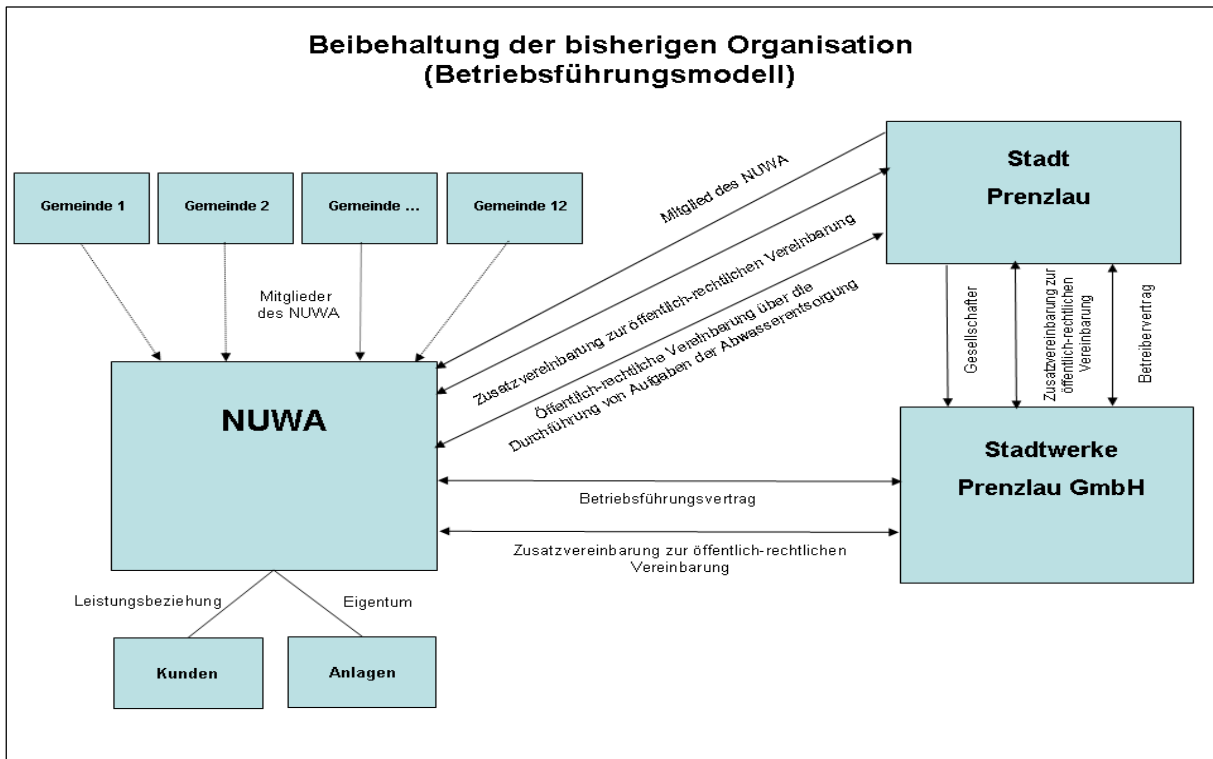 Beibehaltung der bisherigen Organisation
(Betriebsführungsmodell)
Gemeinde 1
Gemeinde 2
Gemeinde ...
Gemeinde 12
Mitglieder
des NUWA
Stadt
Prenzlau
Mitglied des NUWA
Zusatzvereinbarung zur öffentlich-rechtlichen Vereinbarung
Öffentlich-rechtliche Vereinbarung über die
Durchführung von Aufgaben der Abwasserentsorgung
Gesellschafter
Zusatzvereinbarung zur
öffentlich-rechtlichen
Vereinbarung
Betreibervertrag
NUWA
Stadtwerke
Prenzlau GmbH
Betriebsführungsvertrag
Zusatzvereinbarung zur öffentlich-rechtlichen
Vereinbarung
Leistungsbeziehung
Eigentum
Kunden
Anlagen